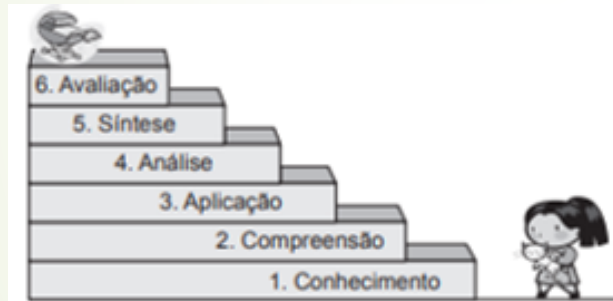 6. Avaliação
5. Síntese
4. Análise
3. Aplicação
2. Compreensão
1. Conhecimento